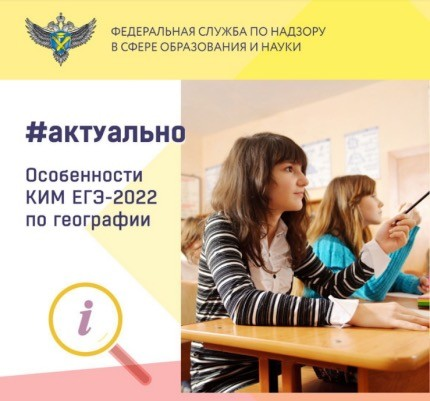 ФЕДЕРАЛЬНАЯ СЛУЖБА ПО НАДЗОРУ
В СФЕРЕ ОБРАЗОВАНИЯ И НАУКИ
#актуально
Особенности
КИМ ЕГЭ-2022
по географии
i